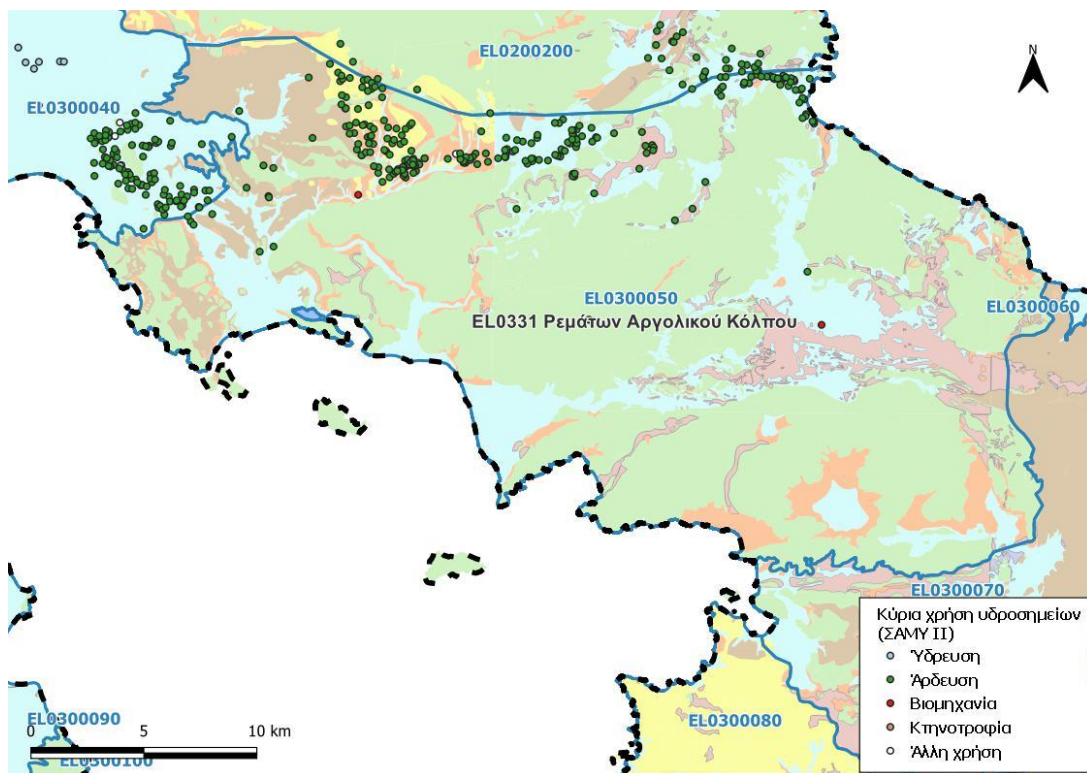 EL0200200
N
EL0300040
EL0300050
EL0300060
EL0331 Ρεμάτων Αργολικού Κόλπου
EL0300070
Κύρια χρήση υδροσημείων
(ΣΑΜΥ ΙΙ)
Ύδρευση
Άρδευση
Βιομηχανία
Κτηνοτροφία
Άλλη χρήση
EL0300080
EL0300090
0 5 10 km
EL0300100